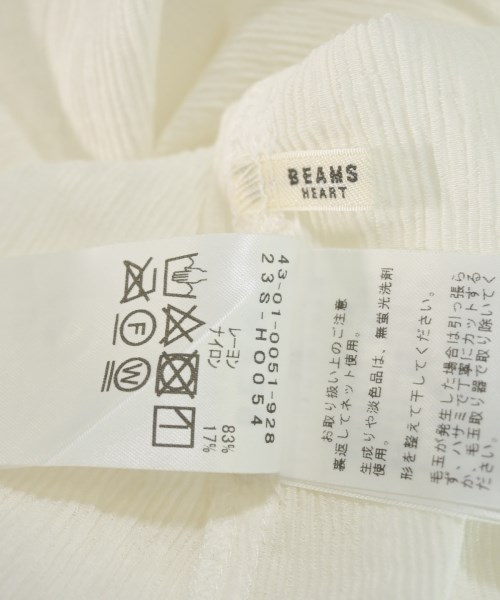 BEAMS
HEART
43-01-0051-928
23S-H0054
レーヨン 83%
ナイロン 17%
F
W
お取り扱い上のご注意
裏返してネット使用。
生成りや淡色品は、無蛍光洗剤
使用。
形を整えて干してください。
毛玉が発生した場合は引っ張ら
ず、ハサミで丁寧にカットする
か、毛玉取り器で取り除いてく
ださい。